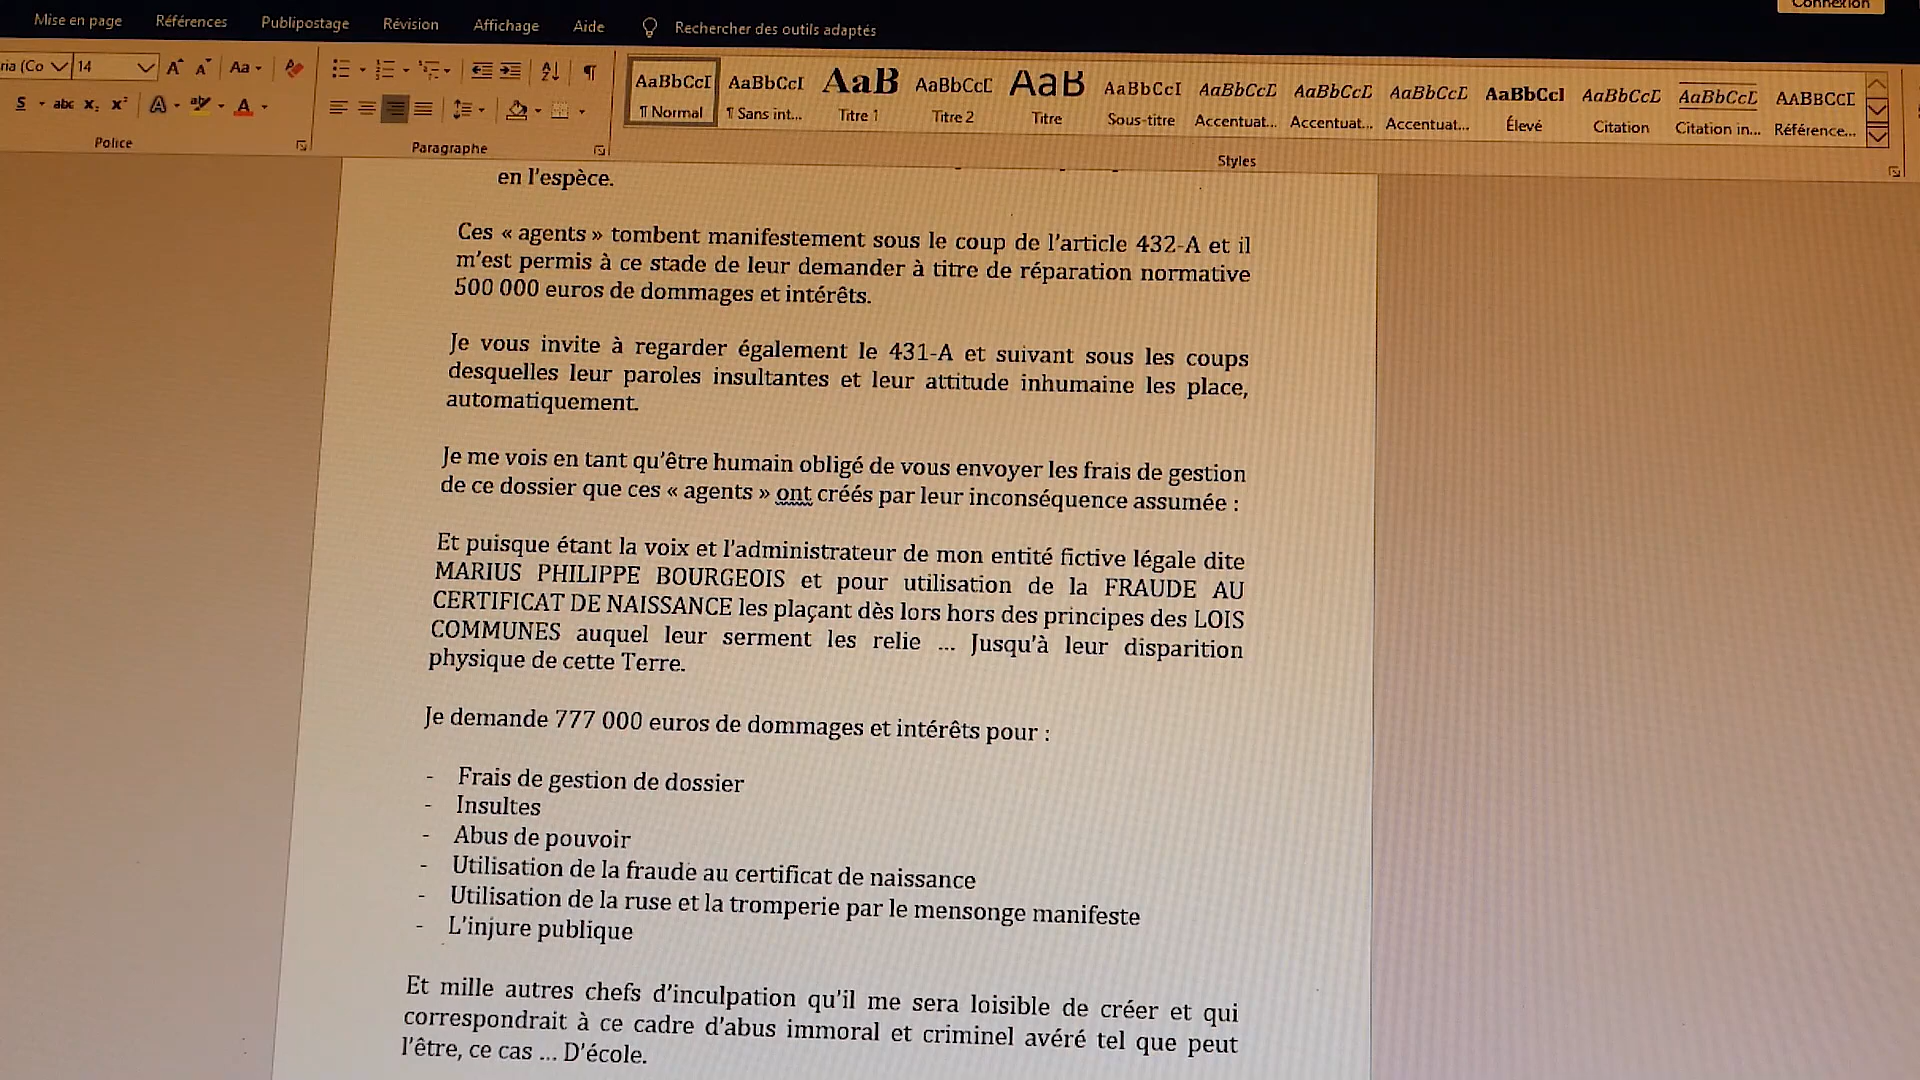 Connexion
Mise en page Références Publipostage Révision Affichage Aide Rechercher des outils adaptés
ria (Co 14 A A Aa
S abc x₂ x² A ab A
AaBbCcI AaBbCcI AaB AaBbCcD AaB AaBbCcI AaBbCcD AaBbCcD AaBbCcD AaBbCcI AaBbCcD AaBbCcD AABBCCD
¶ Normal ¶ Sans int... Titre 1 Titre 2 Titre Sous-titre Accentuat... Accentuat... Accentuat... Élevé Citation Citation in... Référence...
Police Paragraphe Styles
en l'espèce.
Ces « agents » tombent manifestement sous le coup de l'article 432-A et il
m'est permis à ce stade de leur demander à titre de réparation normative
500 000 euros de dommages et intérêts.
Je vous invite à regarder également le 431-A et suivant sous les coups
desquelles leur paroles insultantes et leur attitude inhumaine les place,
automatiquement.
Je me vois en tant qu'être humain obligé de vous envoyer les frais de gestion
de ce dossier que ces « agents » ont créés par leur inconséquence assumée :
Et puisque étant la voix et l'administrateur de mon entité fictive légale dite
MARIUS PHILIPPE BOURGEOIS et pour utilisation de la FRAUDE AU
CERTIFICAT DE NAISSANCE les plaçant dès lors hors des principes des LOIS
COMMUNES auquel leur serment les relie ... Jusqu'à leur disparition
physique de cette Terre.
Je demande 777 000 euros de dommages et intérêts pour :
- Frais de gestion de dossier
- Insultes
- Abus de pouvoir
- Utilisation de la fraude au certificat de naissance
- Utilisation de la ruse et la tromperie par le mensonge manifeste
- L'injure publique
Et mille autres chefs d'inculpation qu'il me sera loisible de créer et qui
correspondrait à ce cadre d'abus immoral et criminel avéré tel que peut
l'être, ce cas ... D'école.